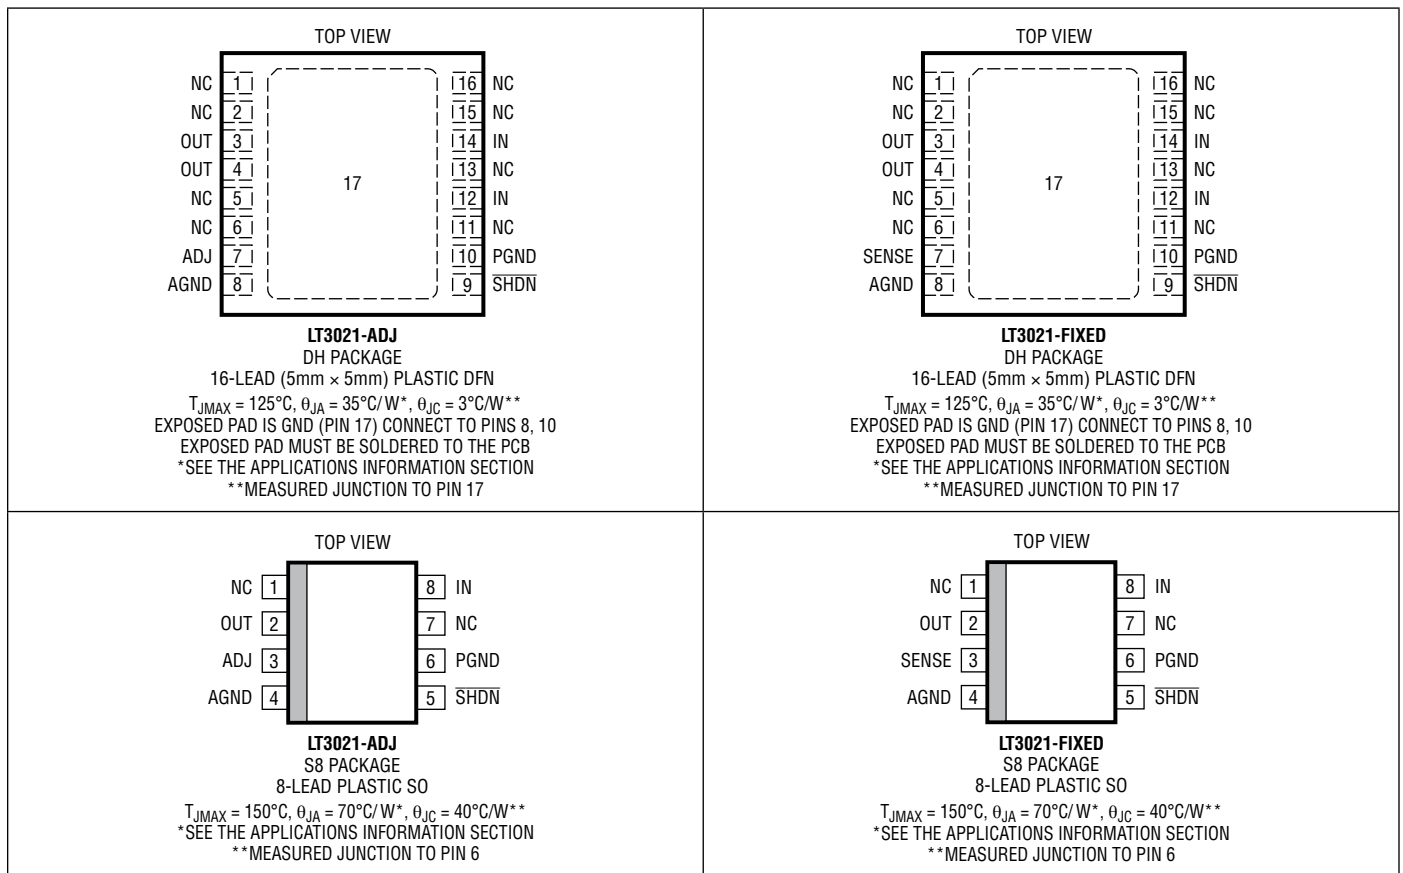 TOP VIEW
NC 1 16 NC
NC 2 15 NC
OUT 3 14 IN
OUT 4 13 NC
NC 5 12 IN
NC 6 11 NC
ADJ 7 10 PGND
AGND 8 9 SHDN
17
LT3021-ADJ
DH PACKAGE
16-LEAD (5mm × 5mm) PLASTIC DFN
TJMAX = 125°C, θJA = 35°C/W*, θJC = 3°C/W**
EXPOSED PAD IS GND (PIN 17) CONNECT TO PINS 8, 10
EXPOSED PAD MUST BE SOLDERED TO THE PCB
*SEE THE APPLICATIONS INFORMATION SECTION
**MEASURED JUNCTION TO PIN 17
TOP VIEW
NC 1 16 NC
NC 2 15 NC
OUT 3 14 IN
OUT 4 13 NC
NC 5 12 IN
NC 6 11 NC
SENSE 7 10 PGND
AGND 8 9 SHDN
17
LT3021-FIXED
DH PACKAGE
16-LEAD (5mm × 5mm) PLASTIC DFN
TJMAX = 125°C, θJA = 35°C/W*, θJC = 3°C/W**
EXPOSED PAD IS GND (PIN 17) CONNECT TO PINS 8, 10
EXPOSED PAD MUST BE SOLDERED TO THE PCB
*SEE THE APPLICATIONS INFORMATION SECTION
**MEASURED JUNCTION TO PIN 17
TOP VIEW
NC 1 8 IN
OUT 2 7 NC
ADJ 3 6 PGND
AGND 4 5 SHDN
LT3021-ADJ
S8 PACKAGE
8-LEAD PLASTIC SO
TJMAX = 150°C, θJA = 70°C/W*, θJC = 40°C/W**
*SEE THE APPLICATIONS INFORMATION SECTION
**MEASURED JUNCTION TO PIN 6
TOP VIEW
NC 1 8 IN
OUT 2 7 NC
SENSE 3 6 PGND
AGND 4 5 SHDN
LT3021-FIXED
S8 PACKAGE
8-LEAD PLASTIC SO
TJMAX = 150°C, θJA = 70°C/W*, θJC = 40°C/W**
*SEE THE APPLICATIONS INFORMATION SECTION
**MEASURED JUNCTION TO PIN 6